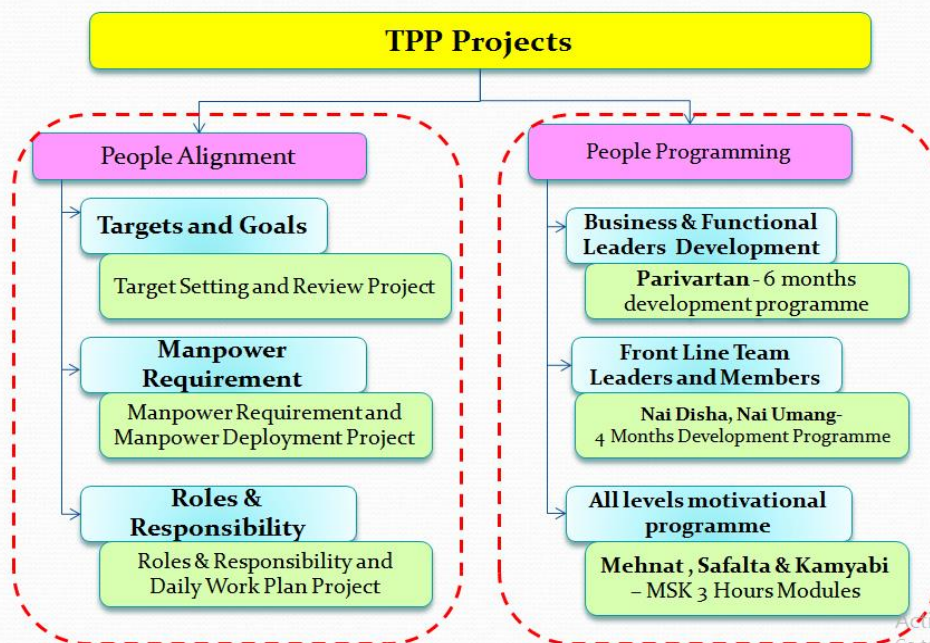 TPP Projects
People Alignment
Targets and Goals
Target Setting and Review Project
Manpower
Requirement
Manpower Requirement and
Manpower Deployment Project
Roles &
Responsibility
Roles & Responsibility and
Daily Work Plan Project
People Programming
Business & Functional
Leaders Development
Parivartan - 6 months
development programme
Front Line Team
Leaders and Members
Nai Disha, Nai Umang-
4 Months Development Programme
All levels motivational
programme
Mehnat , Safalta & Kamyabi
– MSK 3 Hours Modules